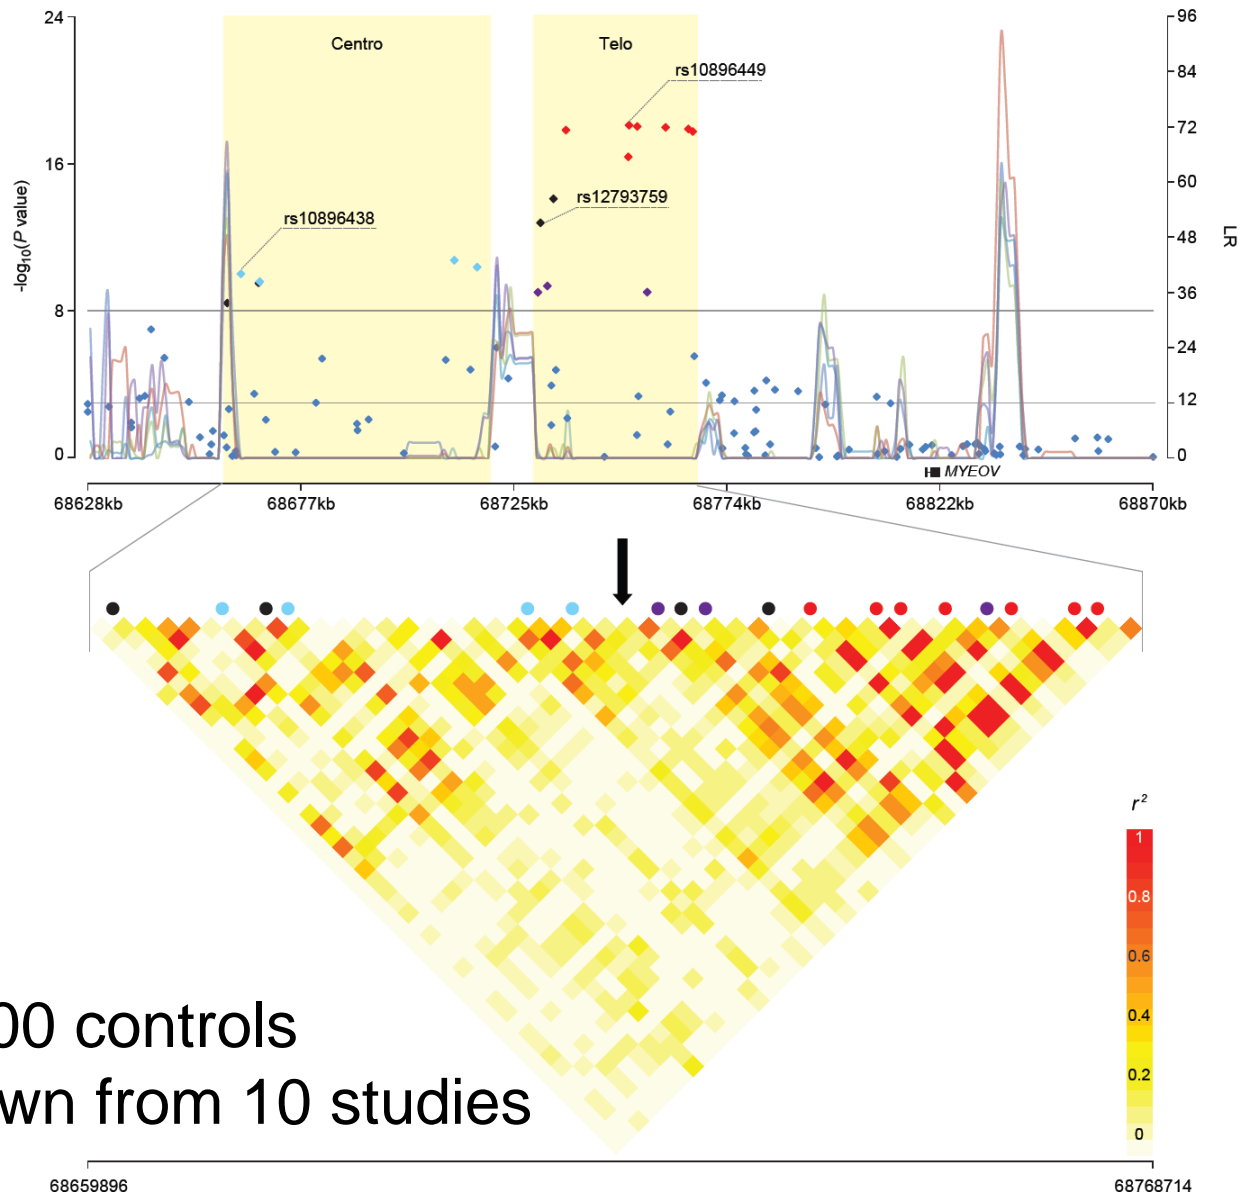 24
16
8
0
-log10(P value)
Centro
Telo
rs10896449
rs12793759
rs10896438
96
84
72
60
48
36
24
12
0
LR
MYEOV
68628kb
68677kb
68725kb
68774kb
68822kb
68870kb
r²
1
0.8
0.6
0.4
0.2
0
00 controls
wn from 10 studies
68659896
68768714